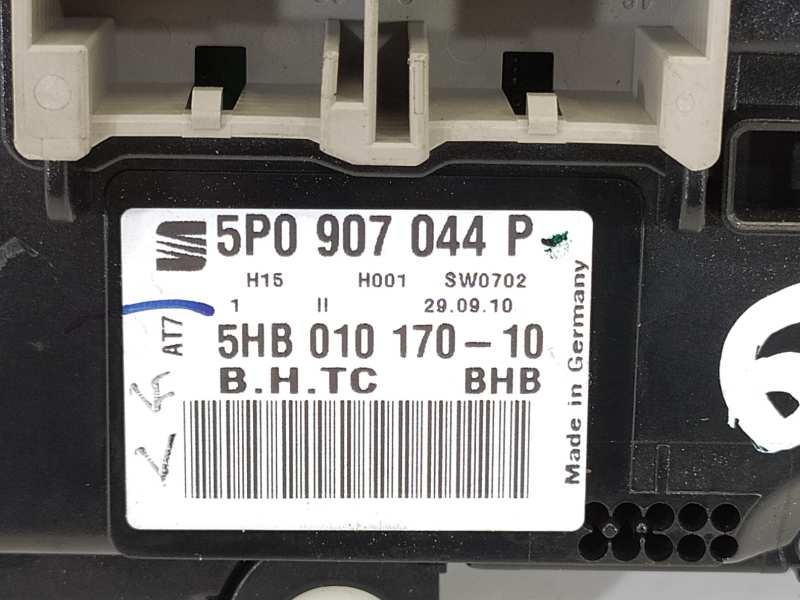 5P0 907 044 P
H15 H001 SW0702
1 II 29.09.10
5HB 010 170-10
B.H.TC BHB
AT7
Made in Germany